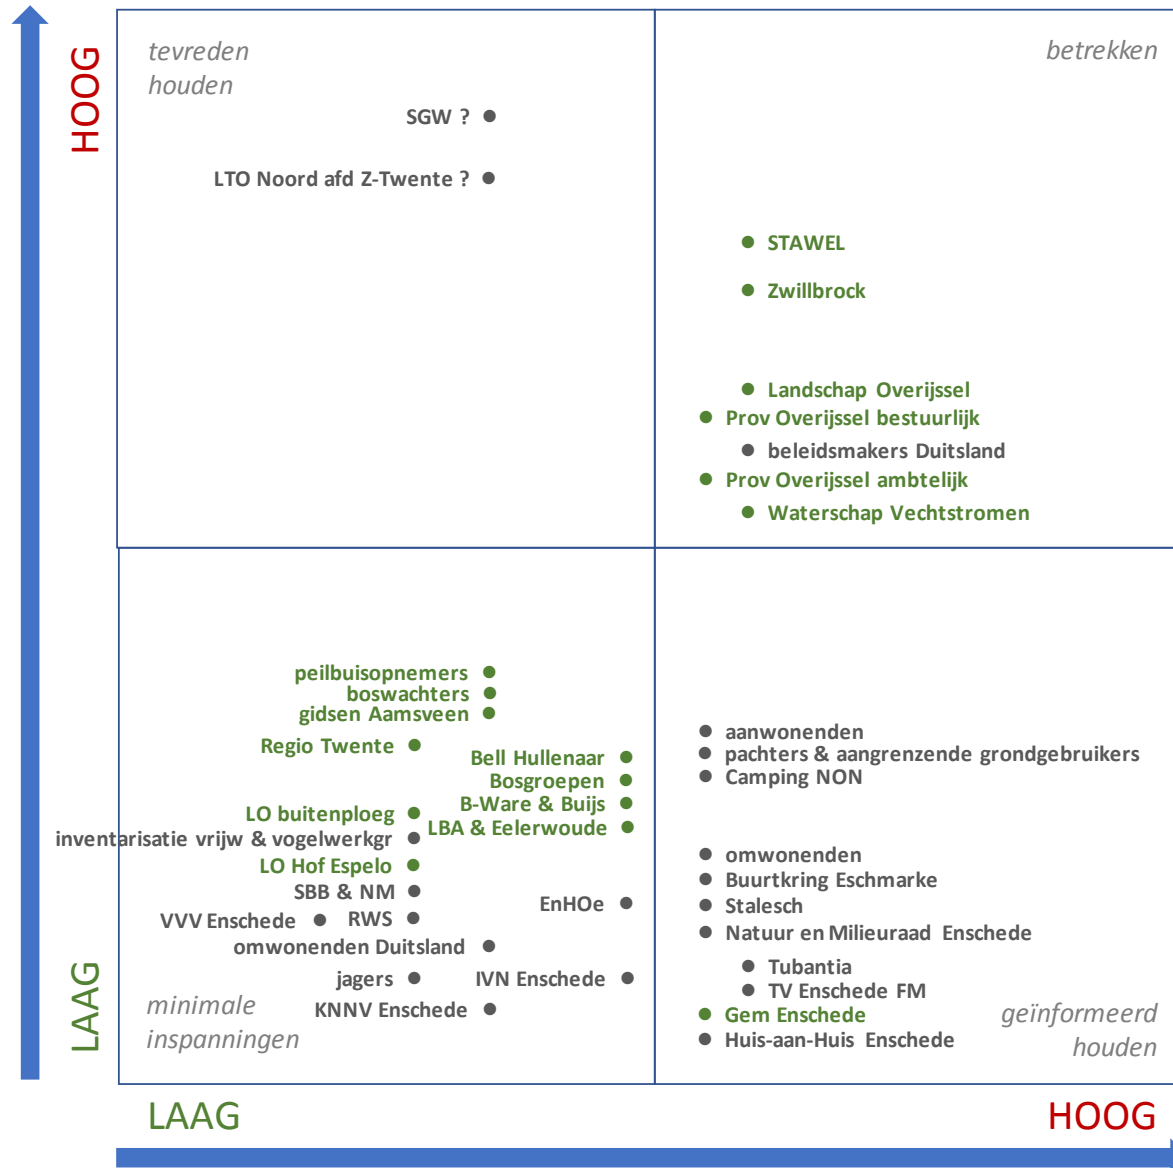 HOOG
tevreden
houden
betrekken
SGW ?
LTO Noord afd Z-Twente ?
STAWEL
Zwillbrock
Landschap Overijssel
Prov Overijssel bestuurlijk
beleidsmakers Duitsland
Prov Overijssel ambtelijk
Waterschap Vechtstromen
peilbuisopnemers
boswachters
gidsen Aamsveen
Regio Twente
Bell Hullenaar
Bosgroepen
B-Ware & Buijs
LBA & Eelerwoude
LO buitenploeg
inventarisatie vrijw & vogelwerkgr
LO Hof Espelo
SBB & NM
EnHOe
VVV Enschede
RWS
omwonenden Duitsland
jagers
IVN Enschede
KNNV Enschede
minimale
inspanningen
aanwonenden
pachters & aangrenzende grondgebruikers
Camping NON
omwonenden
Buurtkring Eschmarke
Stalesch
Natuur en Milieuraad Enschede
Tubantia
TV Enschede FM
Gem Enschede
Huis-aan-Huis Enschede
geïnformeerd
houden
LAAG
LAAG
HOOG